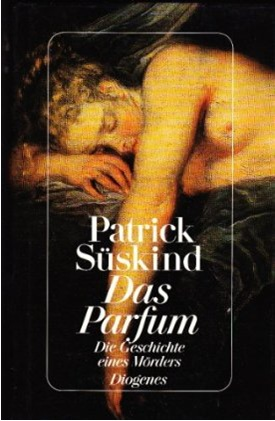 Patrick
Süskind
Das
Parfum
Die Geschichte
eines Mörders
Diogenes